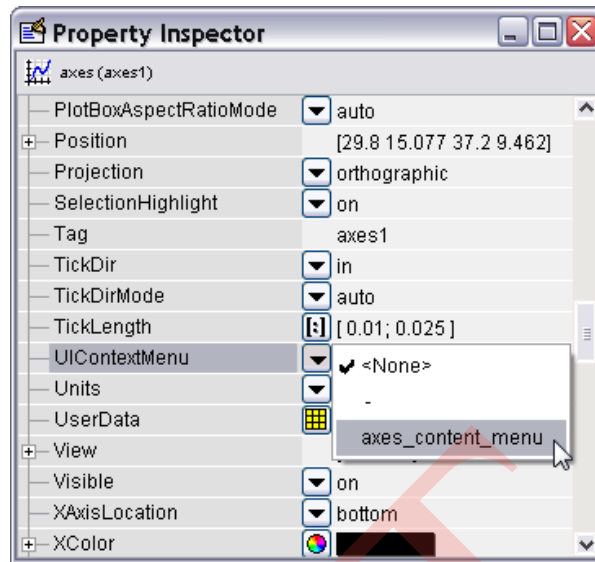 Property Inspector
axes (axes1)
PlotBoxAspectRatioMode auto
Position [29.8 15.077 37.2 9.462]
Projection orthographic
SelectionHighlight on
Tag axes1
TickDir in
TickDirMode auto
TickLength [:] [ 0.01; 0.025 ]
UIContextMenu <None>
Units -
UserData axes_content_menu
View
Visible on
XAxisLocation bottom
XColor